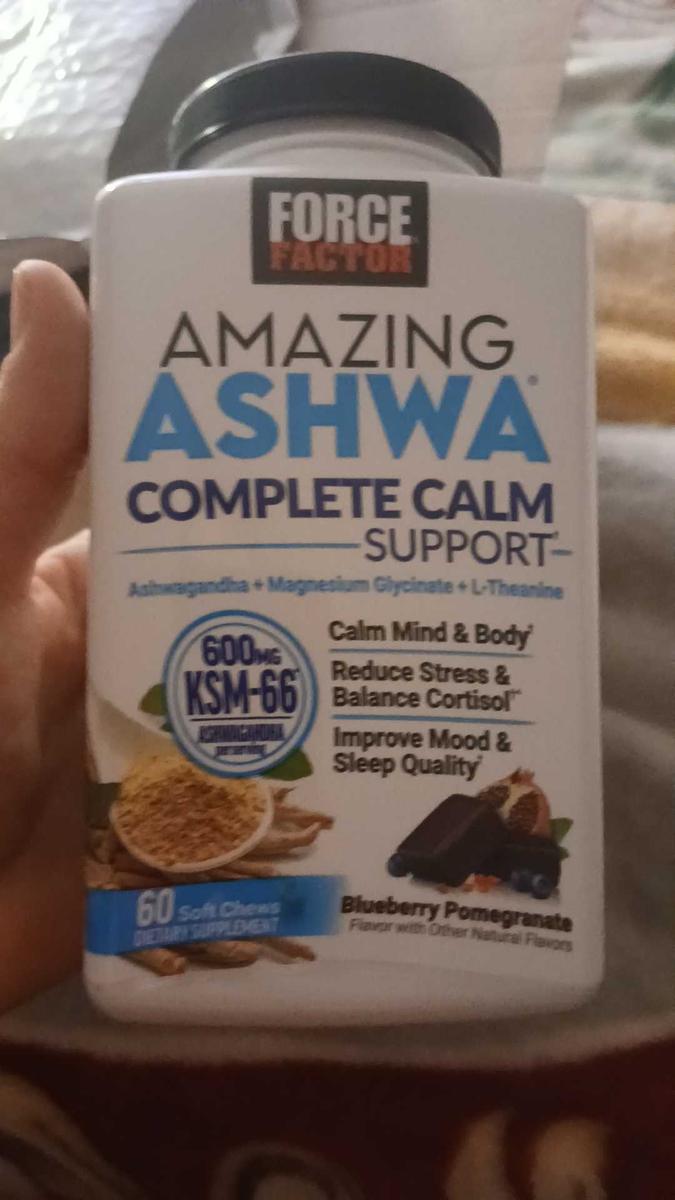 FORCE
FACTOR
AMAZING
ASHWA®
COMPLETE CALM
SUPPORT†
Ashwagandha + Magnesium Glycinate + L-Theanine
600MG
KSM-66®
ASHWAGANDHA
per serving
Calm Mind & Body†
Reduce Stress &
Balance Cortisol†*
Improve Mood &
Sleep Quality†
60 Soft Chews
DIETARY SUPPLEMENT
Blueberry Pomegranate
Flavor with Other Natural Flavors